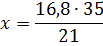 x = 16,8 · 35 / 21